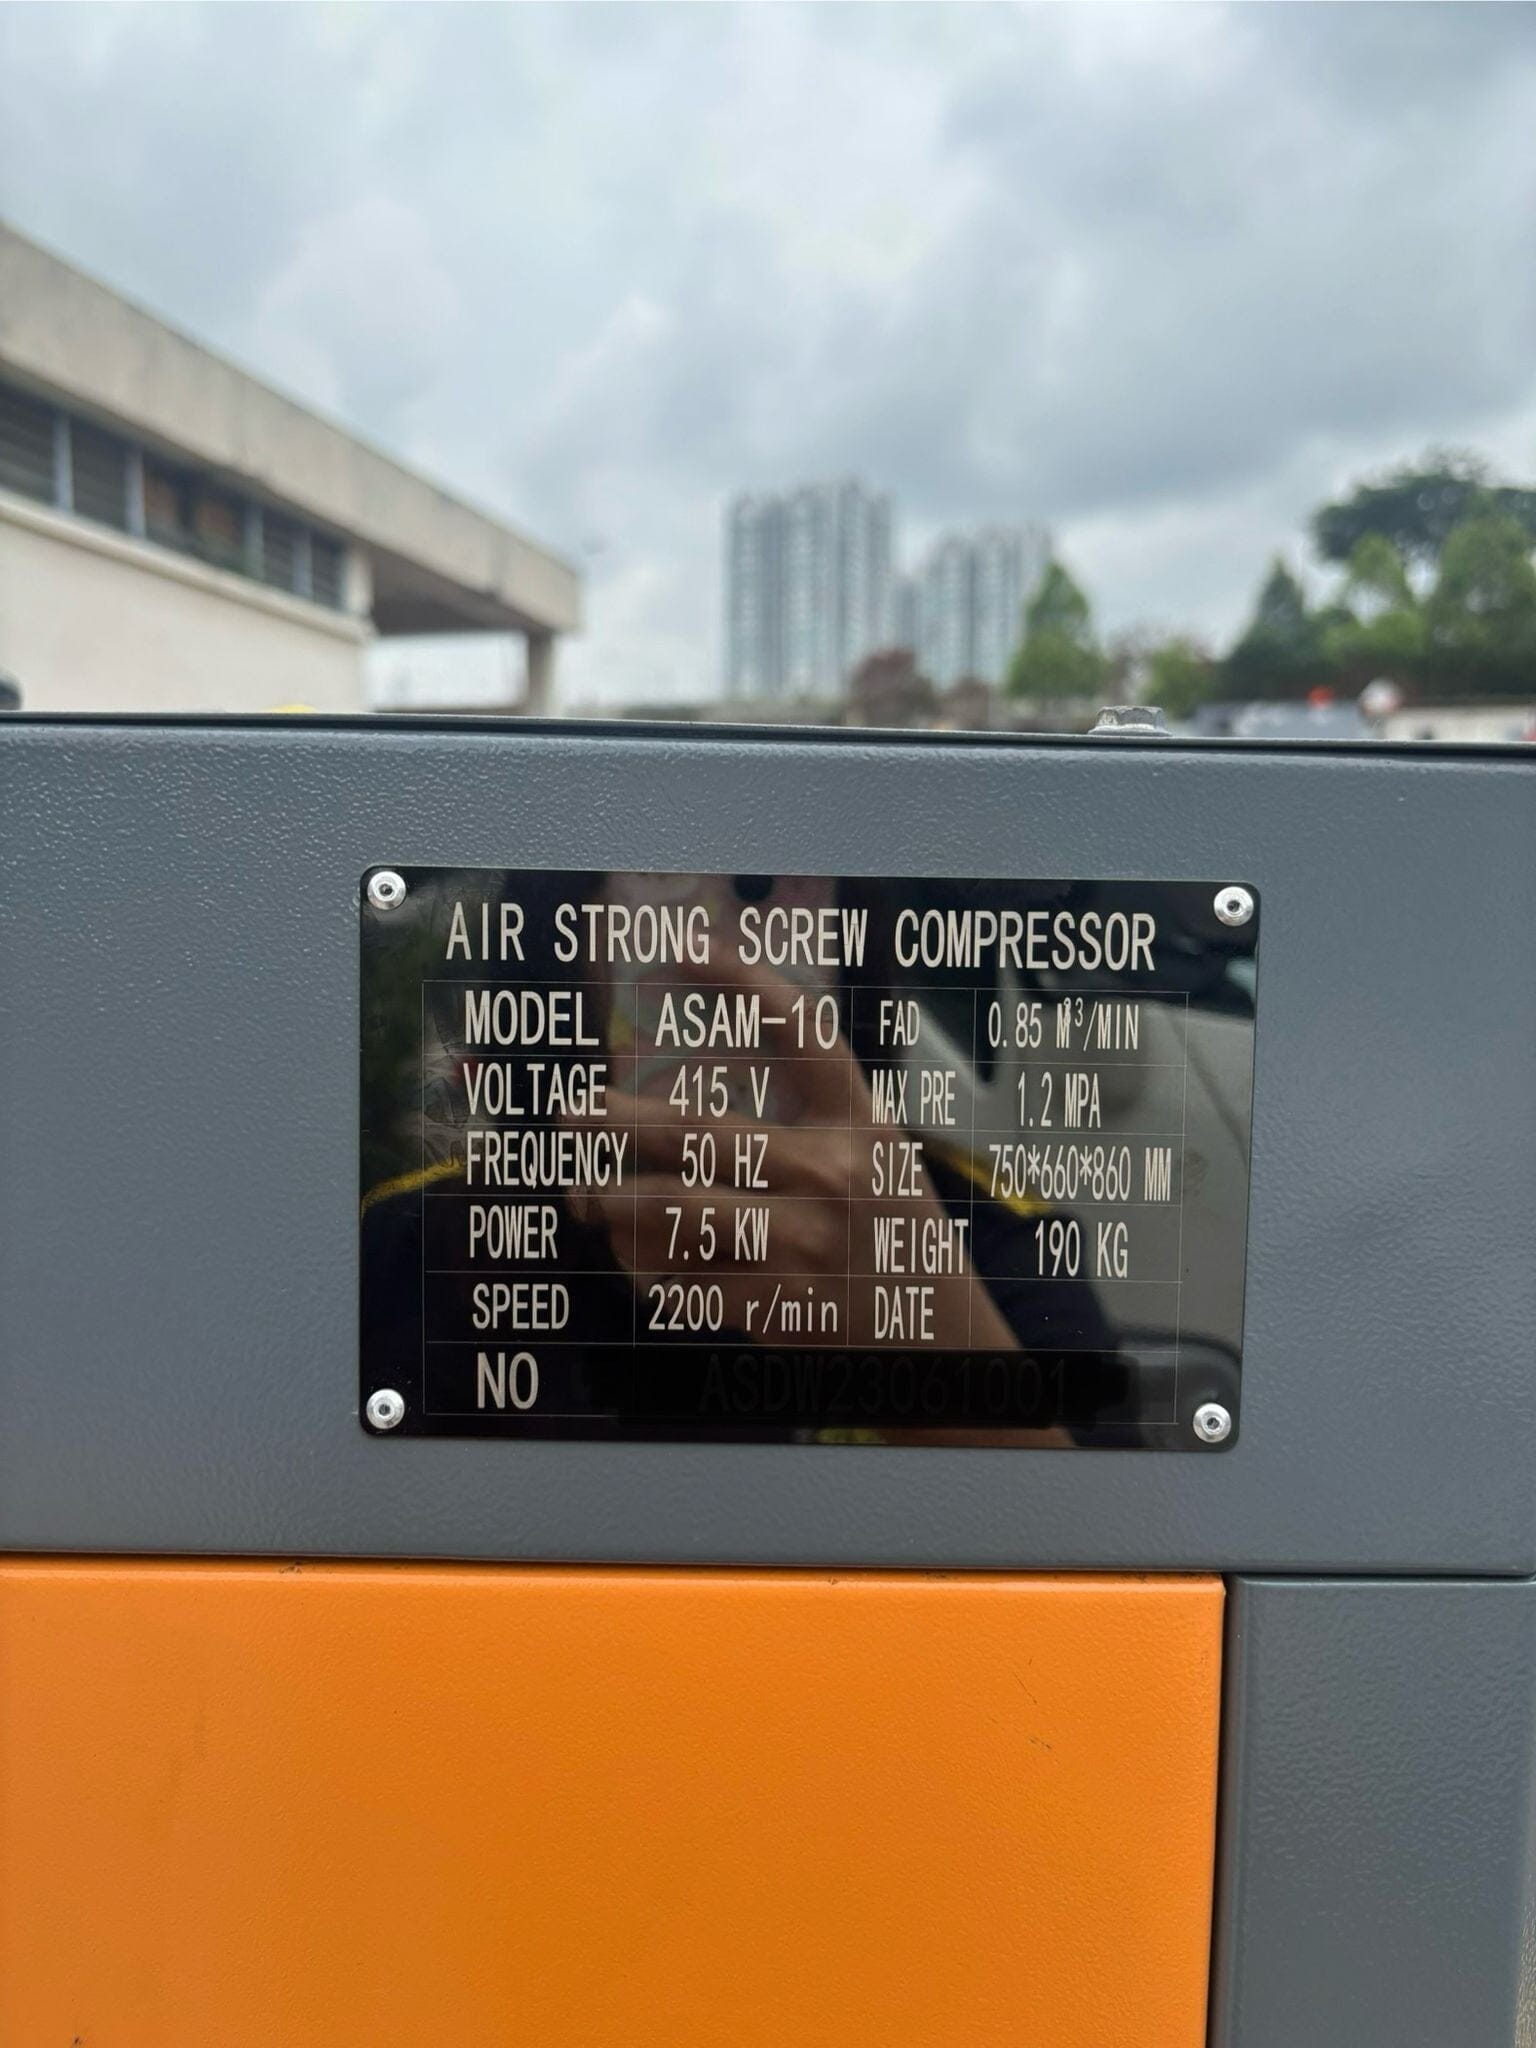 AIR STRONG SCREW COMPRESSOR
MODEL ASAM-10 FAD 0.85 M³/MIN
VOLTAGE 415 V MAX PRE 1.2 MPA
FREQUENCY 50 HZ SIZE 750*660*860 MM
POWER 7.5 KW WEIGHT 190 KG
SPEED 2200 r/min DATE
NO ASDW23061001